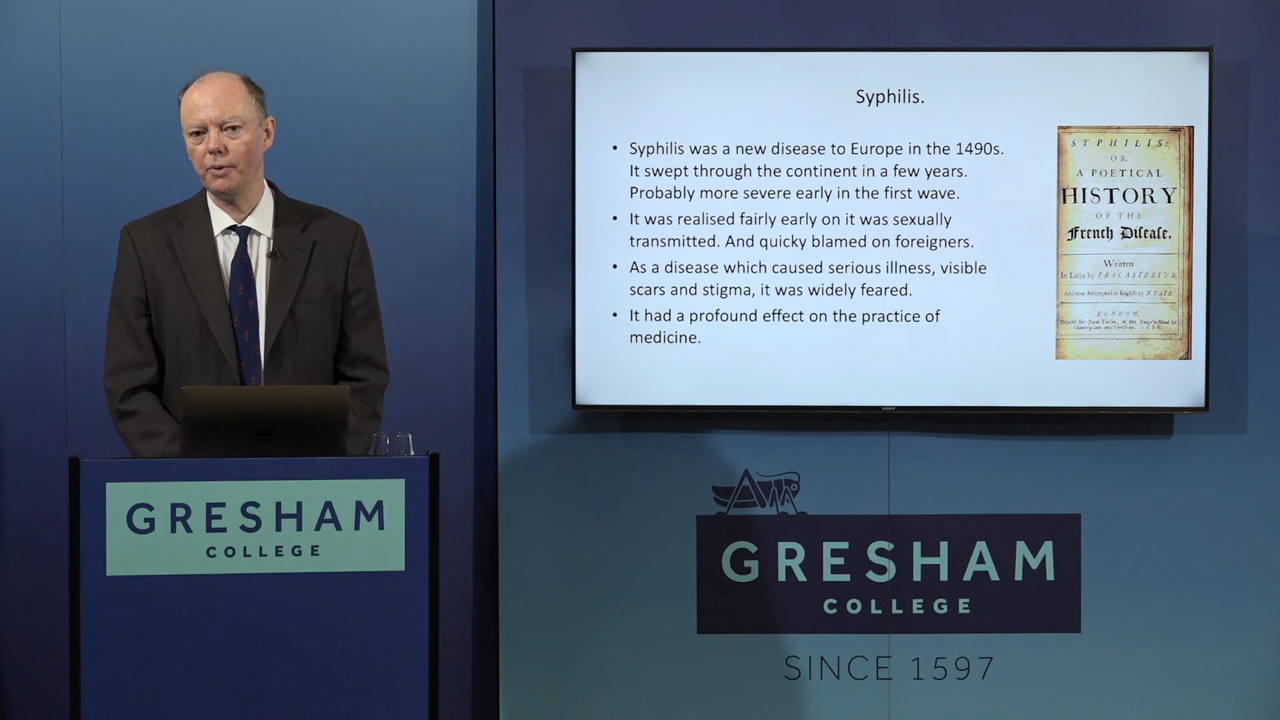 Syphilis.
• Syphilis was a new disease to Europe in the 1490s.
It swept through the continent in a few years.
Probably more severe early in the first wave.
• It was realised fairly early on it was sexually
transmitted. And quicky blamed on foreigners.
• As a disease which caused serious illness, visible
scars and stigma, it was widely feared.
• It had a profound effect on the practice of
medicine.
SYPHILIS:
OR,
A POETICAL
HISTORY
OF THE
French Diſeaſe.
Written
In Latin by FRACASTORIUS.
by N. TATE.
LONDON,
GRESHAM
COLLEGE
GRESHAM
COLLEGE
SINCE 1597